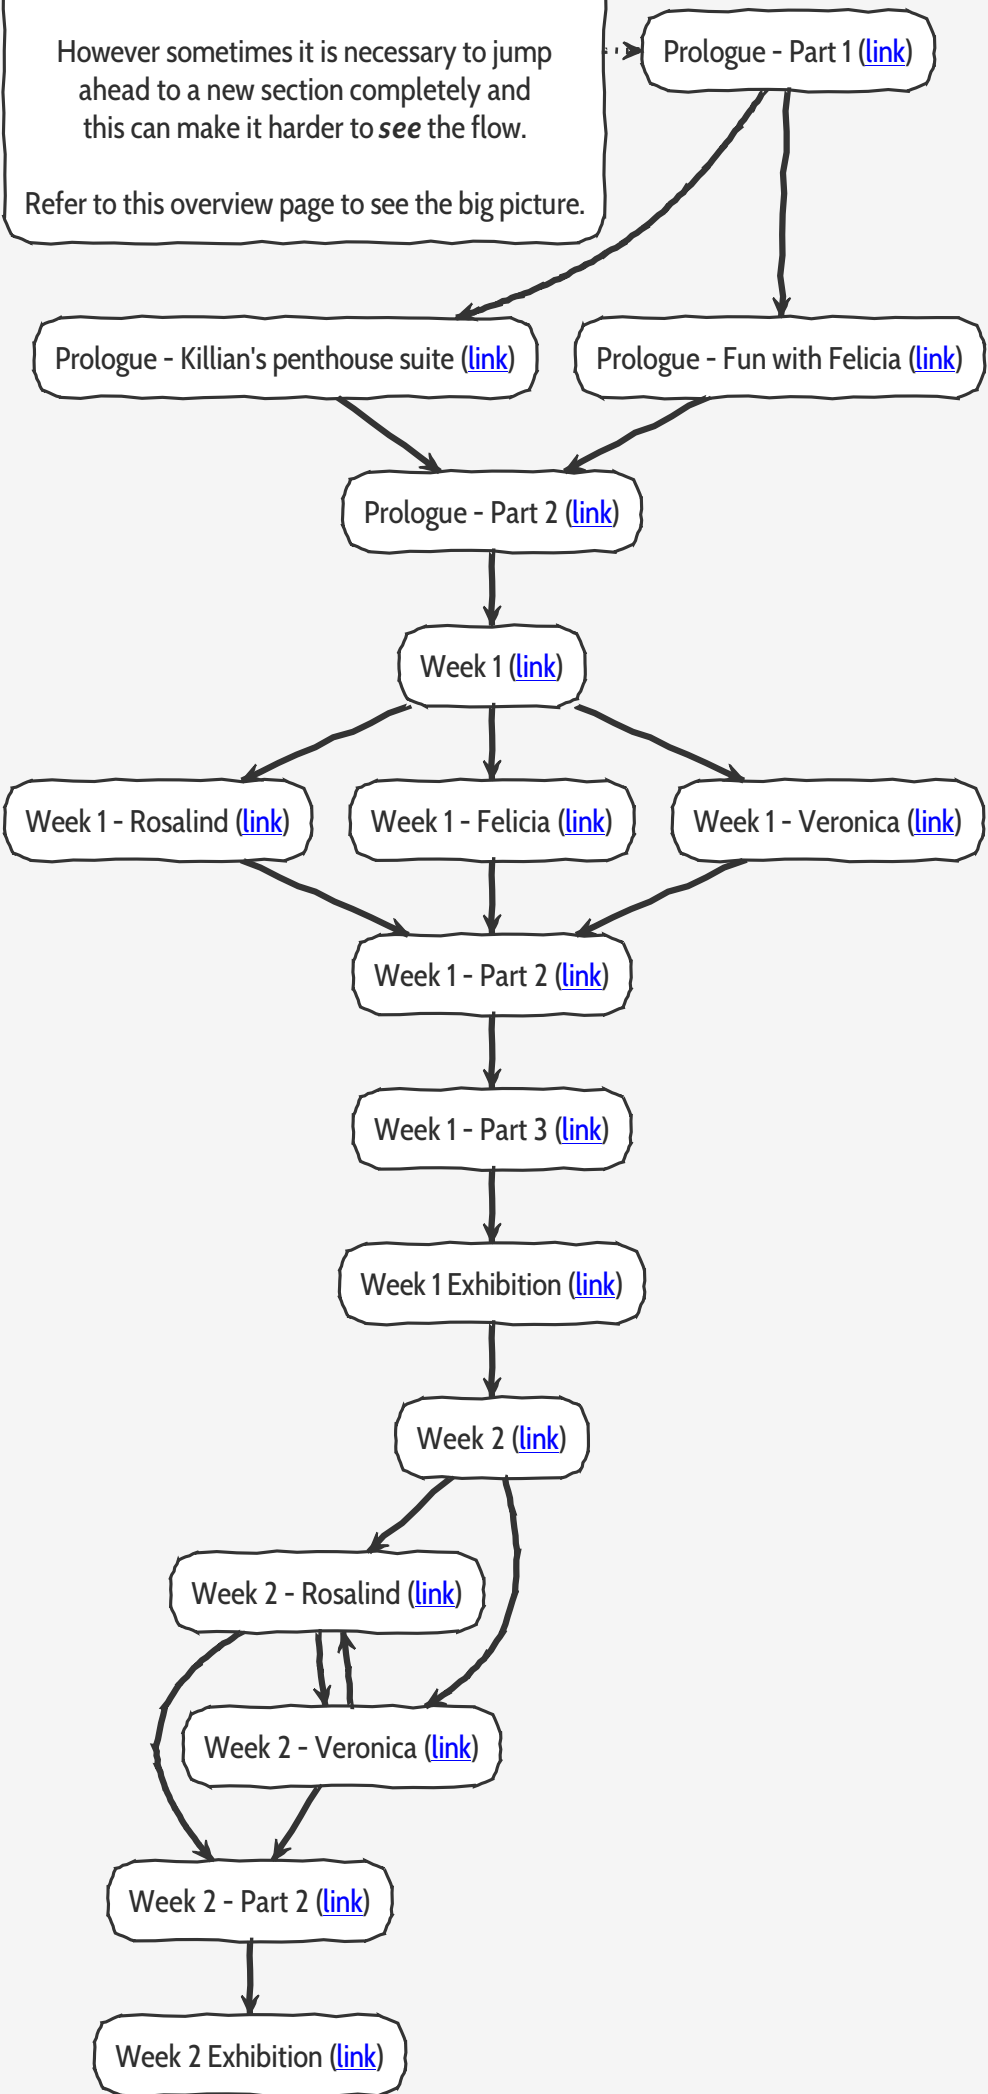 However sometimes it is necessary to jump
ahead to a new section completely and
this can make it harder to see the flow.
Refer to this overview page to see the big picture.
Prologue - Part 1 (link)
Prologue - Killian's penthouse suite (link)
Prologue - Fun with Felicia (link)
Prologue - Part 2 (link)
Week 1 (link)
Week 1 - Rosalind (link)
Week 1 - Felicia (link)
Week 1 - Veronica (link)
Week 1 - Part 2 (link)
Week 1 - Part 3 (link)
Week 1 Exhibition (link)
Week 2 (link)
Week 2 - Rosalind (link)
Week 2 - Veronica (link)
Week 2 - Part 2 (link)
Week 2 Exhibition (link)